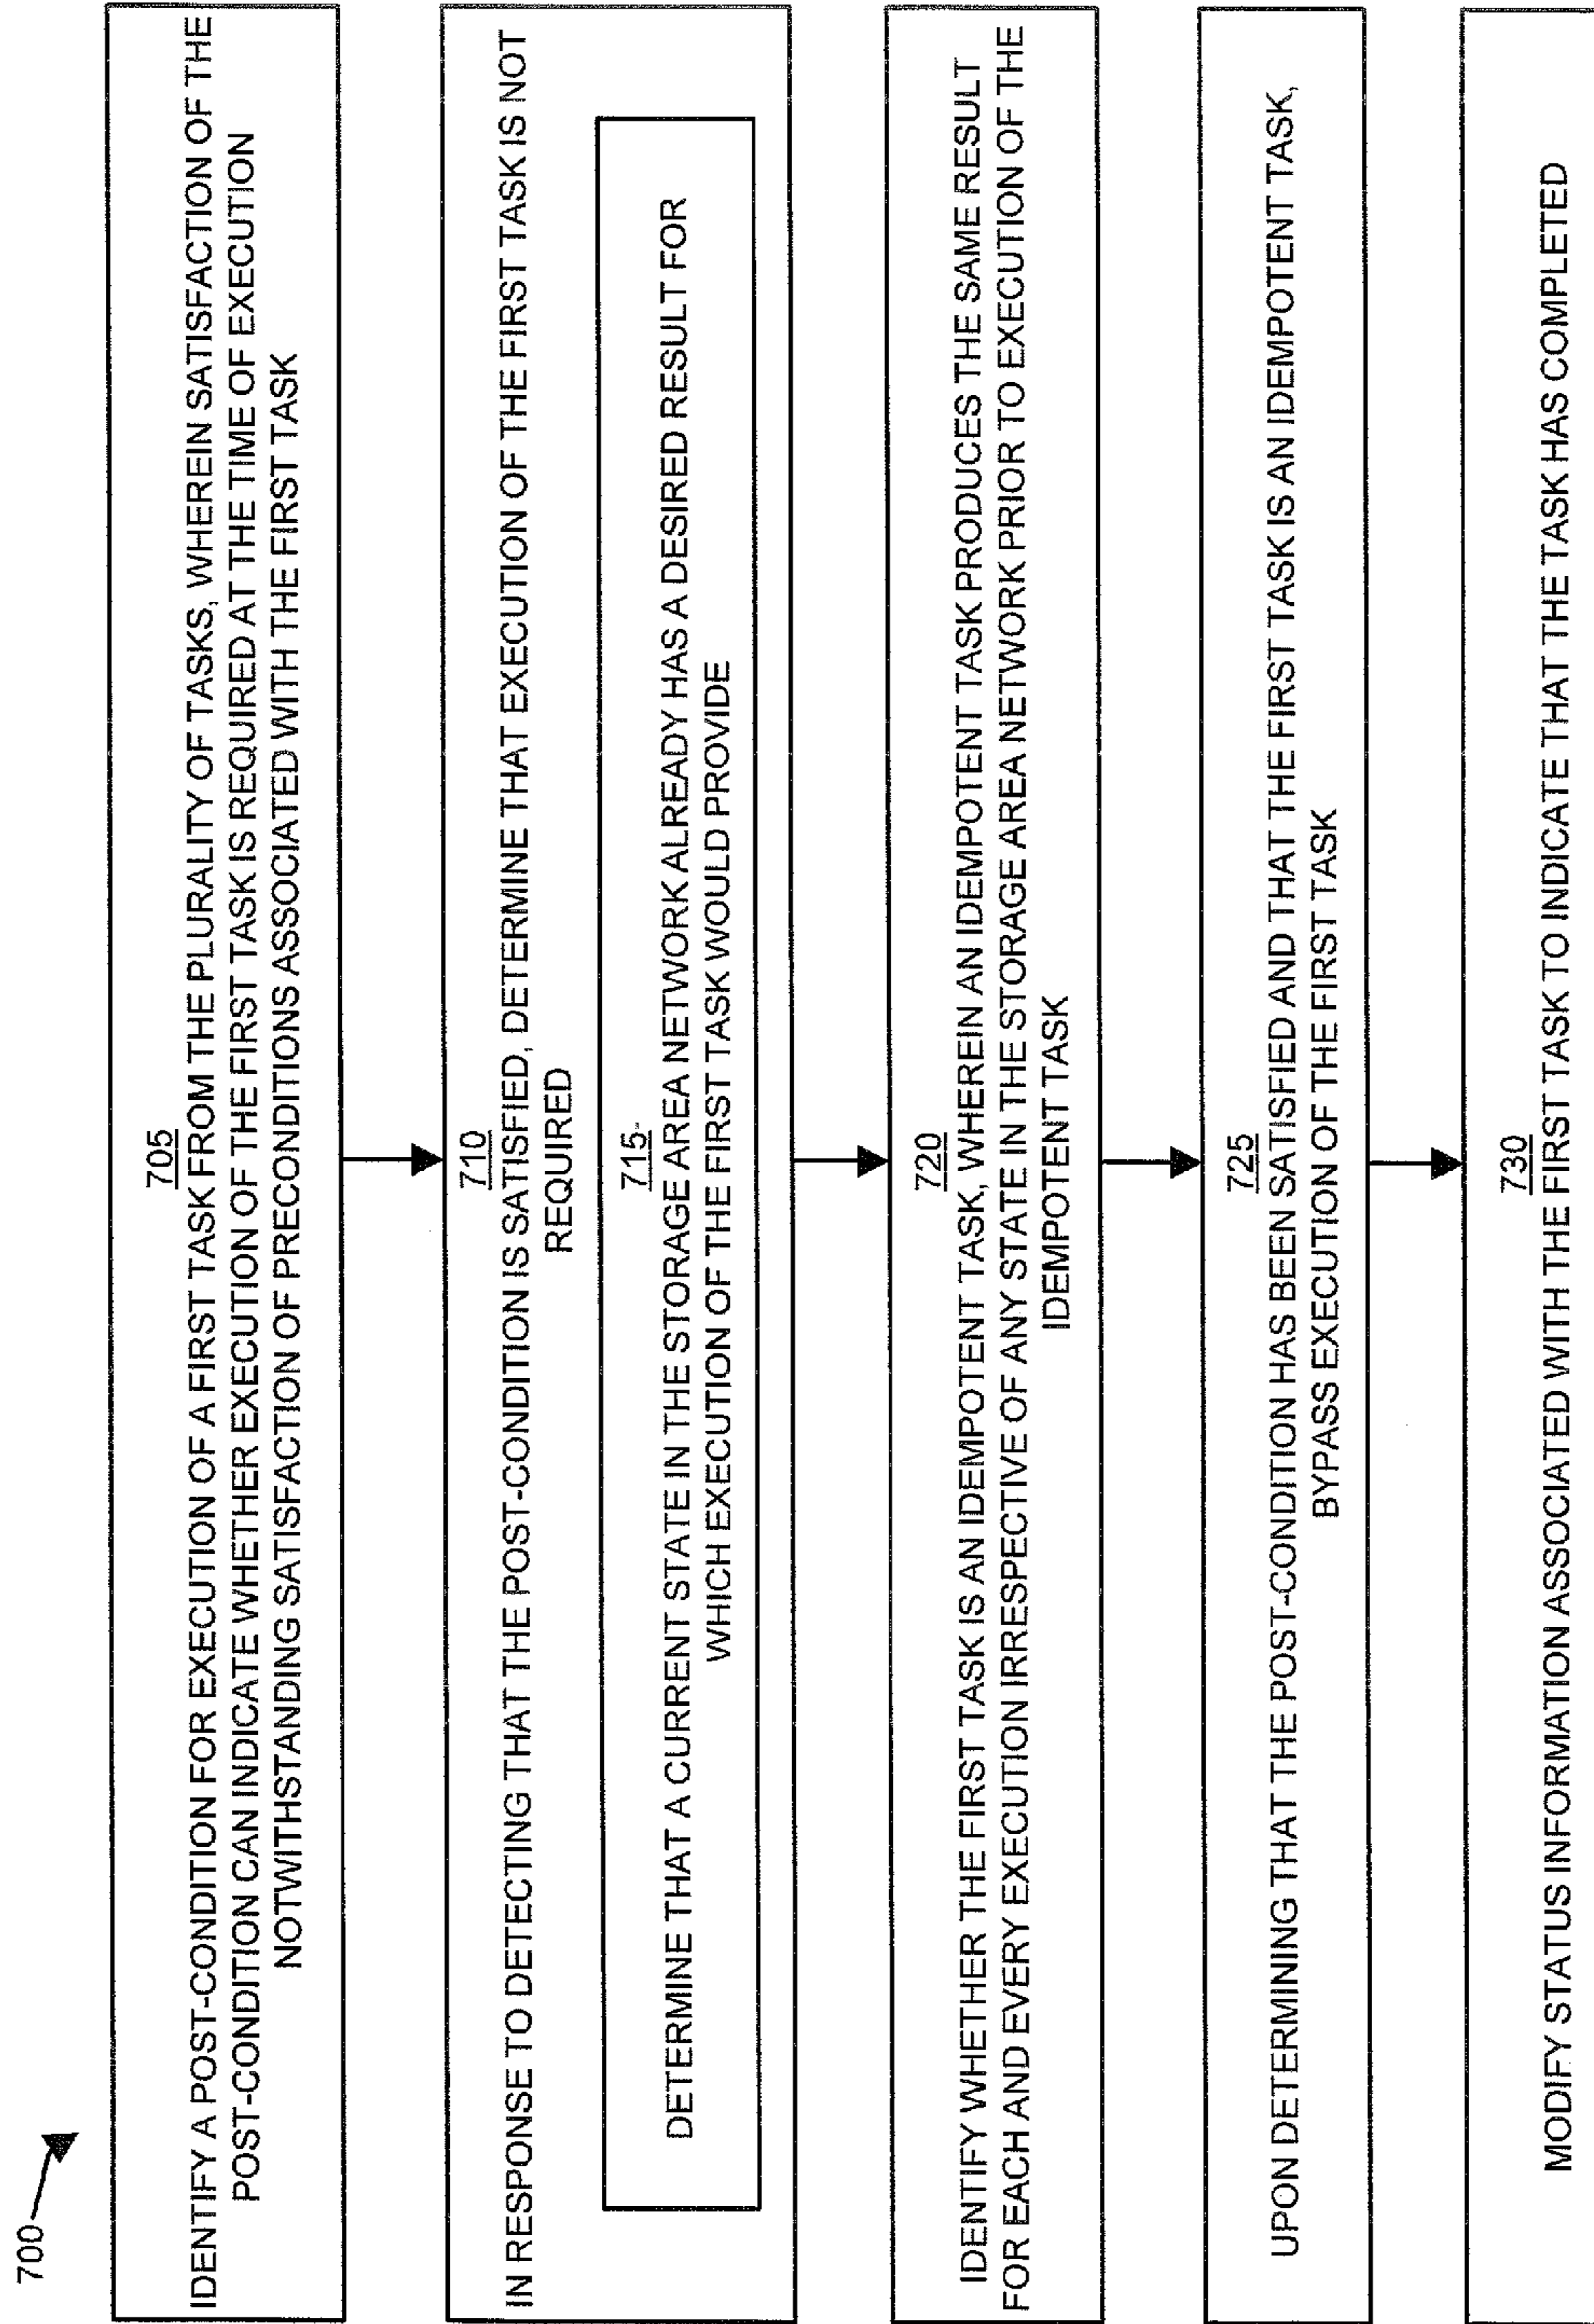 700
705
IDENTIFY A POST-CONDITION FOR EXECUTION OF A FIRST TASK FROM THE PLURALITY OF TASKS, WHEREIN SATISFACTION OF THE
POST-CONDITION CAN INDICATE WHETHER EXECUTION OF THE FIRST TASK IS REQUIRED AT THE TIME OF EXECUTION
NOTWITHSTANDING SATISFACTION OF PRECONDITIONS ASSOCIATED WITH THE FIRST TASK
710
IN RESPONSE TO DETECTING THAT THE POST-CONDITION IS SATISFIED, DETERMINE THAT EXECUTION OF THE FIRST TASK IS NOT
REQUIRED
715
DETERMINE THAT A CURRENT STATE IN THE STORAGE AREA NETWORK ALREADY HAS A DESIRED RESULT FOR
WHICH EXECUTION OF THE FIRST TASK WOULD PROVIDE
720
IDENTIFY WHETHER THE FIRST TASK IS AN IDEMPOTENT TASK, WHEREIN AN IDEMPOTENT TASK PRODUCES THE SAME RESULT
FOR EACH AND EVERY EXECUTION IRRESPECTIVE OF ANY STATE IN THE STORAGE AREA NETWORK PRIOR TO EXECUTION OF THE
IDEMPOTENT TASK
725
UPON DETERMINING THAT THE POST-CONDITION HAS BEEN SATISFIED AND THAT THE FIRST TASK IS AN IDEMPOTENT TASK,
BYPASS EXECUTION OF THE FIRST TASK
730
MODIFY STATUS INFORMATION ASSOCIATED WITH THE FIRST TASK TO INDICATE THAT THE TASK HAS COMPLETED